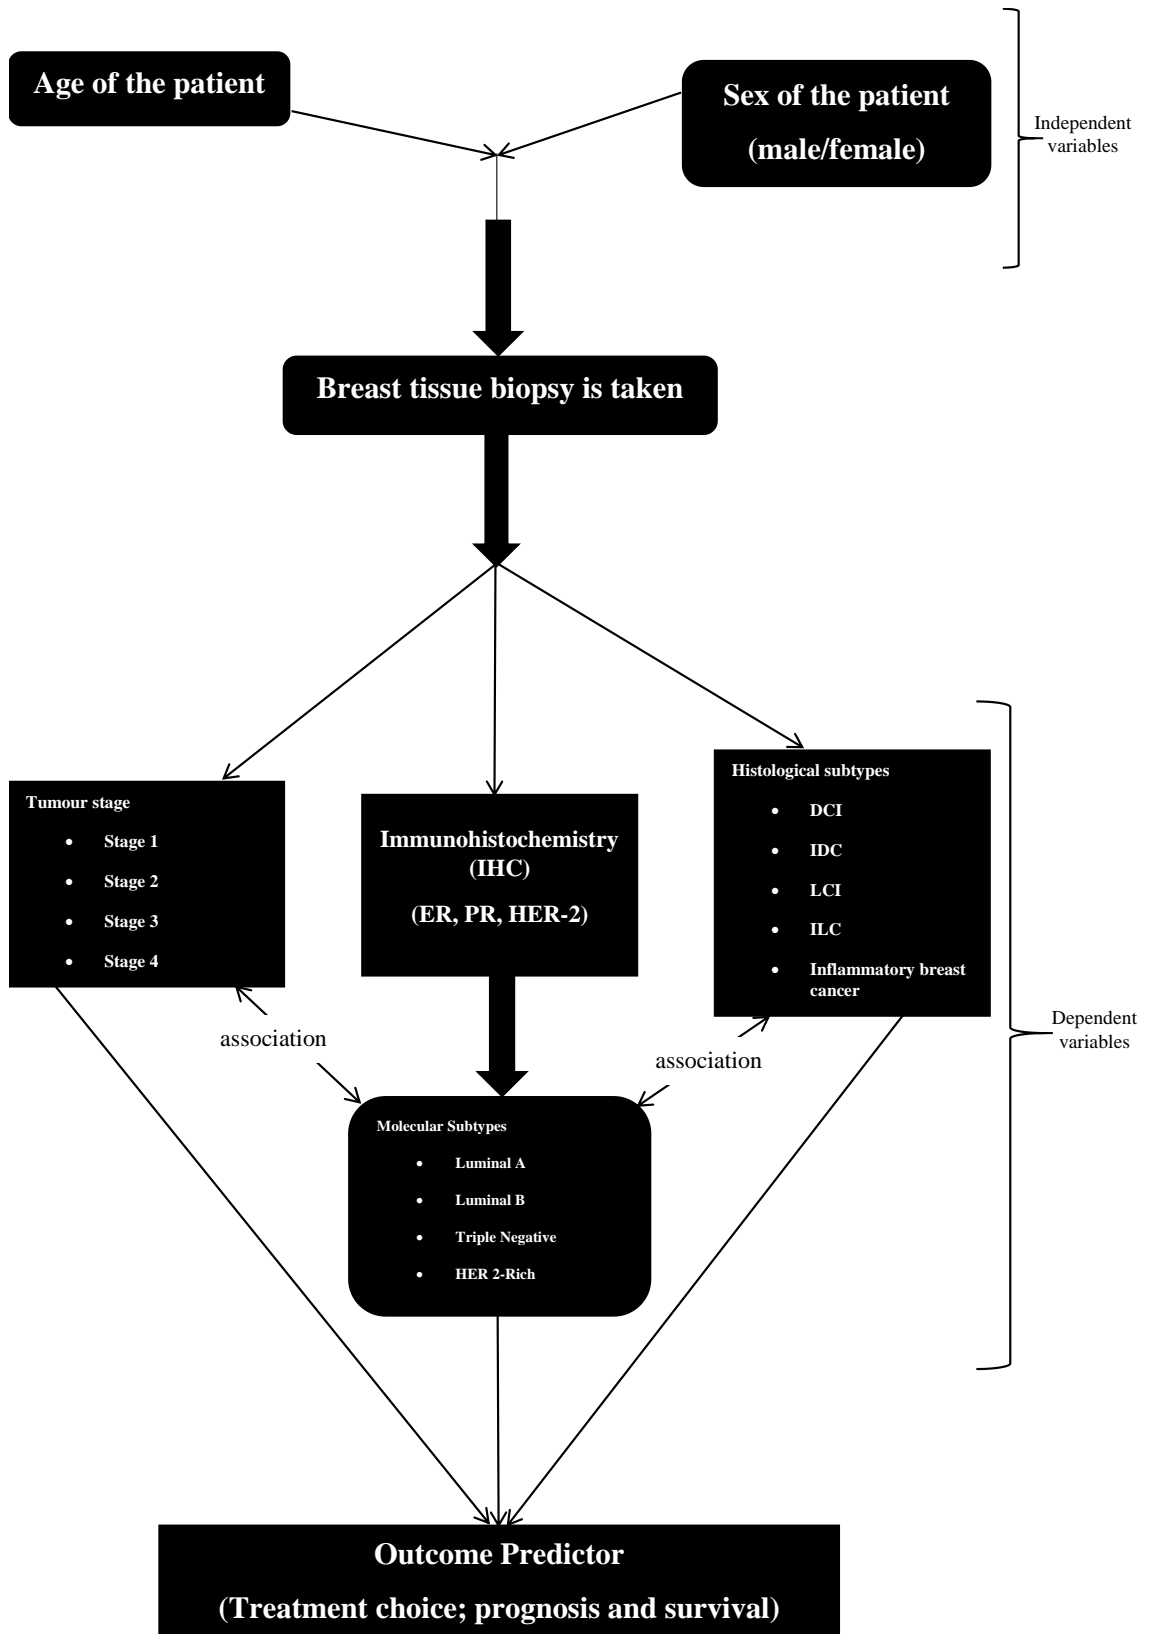 Age of the patient
Sex of the patient
(male/female)
Independent
variables
Breast tissue biopsy is taken
Tumour stage
• Stage 1
• Stage 2
• Stage 3
• Stage 4
Immunohistochemistry
(IHC)
(ER, PR, HER-2)
Histological subtypes
• DCI
• IDC
• LCI
• ILC
• Inflammatory breast
cancer
association
association
Dependent
variables
Molecular Subtypes
• Luminal A
• Luminal B
• Triple Negative
• HER 2-Rich
Outcome Predictor
(Treatment choice; prognosis and survival)